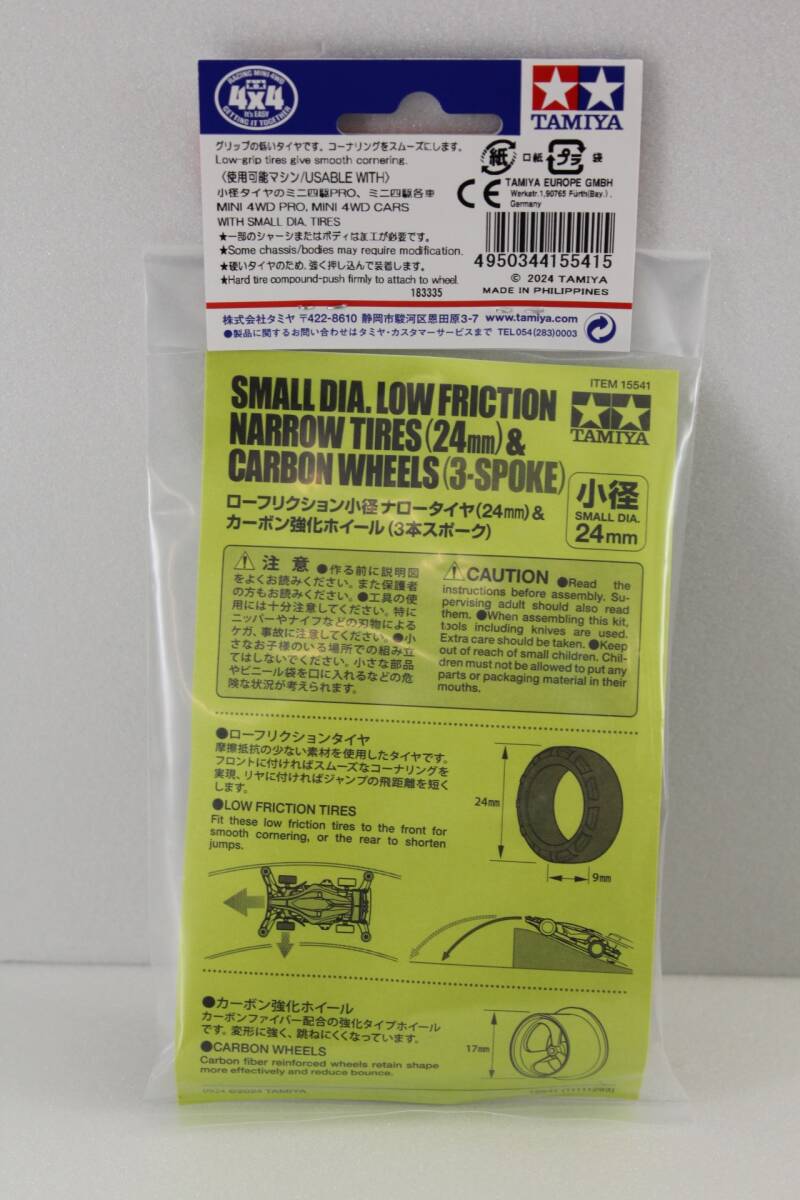 RACING MINI 4WD
4x4
It's EASY
GETTING IT TOGETHER
TAMIYA
グリップの低いタイヤです。コーナリングをスムーズにします。
Low-grip tires give smooth cornering.
〈使用可能マシン/USABLE WITH〉
小径タイヤのミニ四駆PRO、ミニ四駆各車
MINI 4WD PRO, MINI 4WD CARS
WITH SMALL DIA. TIRES
★一部のシャーシまたはボディは加工が必要です。
★Some chassis/bodies may require modification.
★硬いタイヤのため、強く押し込んで装着します。
★Hard tire compound-push firmly to attach to wheel.
183335
紙 口紙 プラ 袋
CE TAMIYA EUROPE GMBH
Werkstr.1,90765 Fürth(Bay.),
Germany
4950344155415
© 2024 TAMIYA
MADE IN PHILIPPINES
株式会社タミヤ 〒422-8610 静岡市駿河区恩田原3-7 www.tamiya.com
●製品に関するお問い合わせはタミヤ・カスタマーサービスまで TEL054(283)0003
ITEM 15541
TAMIYA
SMALL DIA. LOW FRICTION
NARROW TIRES (24mm) &
CARBON WHEELS (3-SPOKE)
ローフリクション小径ナロータイヤ(24mm)&
カーボン強化ホイール(3本スポーク)
小径
SMALL DIA.
24mm
注 意 ●作る前に説明図
をよくお読みください。また保護者
の方もお読みください。●工具の使
用には十分注意してください。特に
ニッパーやナイフなどの刃物による
ケガ、事故に注意してください。●小
さなお子様のいる場所での組み立
てはしないでください。小さな部品
やビニール袋を口に入れるなどの危
険な状況が考えられます。
CAUTION ●Read the
instructions before assembly. Su-
pervising adult should also read
them. ●When assembling this kit,
tools including knives are used.
Extra care should be taken. ●Keep
out of reach of small children. Chil-
dren must not be allowed to put any
parts or packaging material in their
mouths.
●ローフリクションタイヤ
摩擦抵抗の少ない素材を使用したタイヤです。
フロントに付ければスムーズなコーナリングを
実現、リヤに付ければジャンプの飛距離を短く
します。
●LOW FRICTION TIRES
Fit these low friction tires to the front for
smooth cornering, or the rear to shorten
jumps.
24mm
9mm
●カーボン強化ホイール
カーボンファイバー配合の強化タイプホイール
です。変形に強く、跳ねにくくなっています。
●CARBON WHEELS
Carbon fiber reinforced wheels retain shape
more effectively and reduce bounce.
17mm
0924 ©2024 TAMIYA